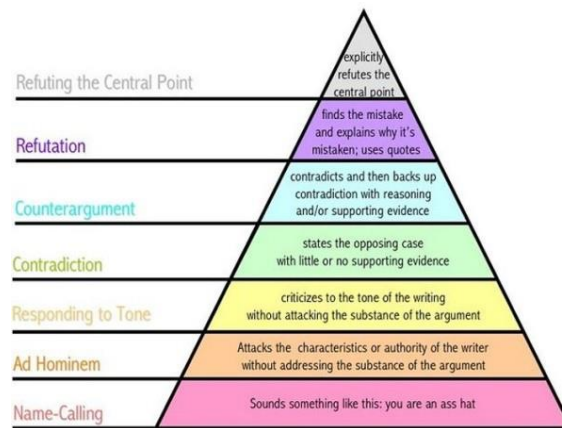 explicitly
refutes the
central point
Refuting the Central Point
finds the mistake
and explains why it's
mistaken; uses quotes
Refutation
contradicts and then backs up
contradiction with reasoning
and/or supporting evidence
Counterargument
states the opposing case
with little or no supporting evidence
Contradiction
criticizes to the tone of the writing
without attacking the substance of the argument
Responding to Tone
Attacks the characteristics or authority of the writer
without addressing the substance of the argument
Ad Hominem
Sounds something like this: you are an ass hat
Name-Calling